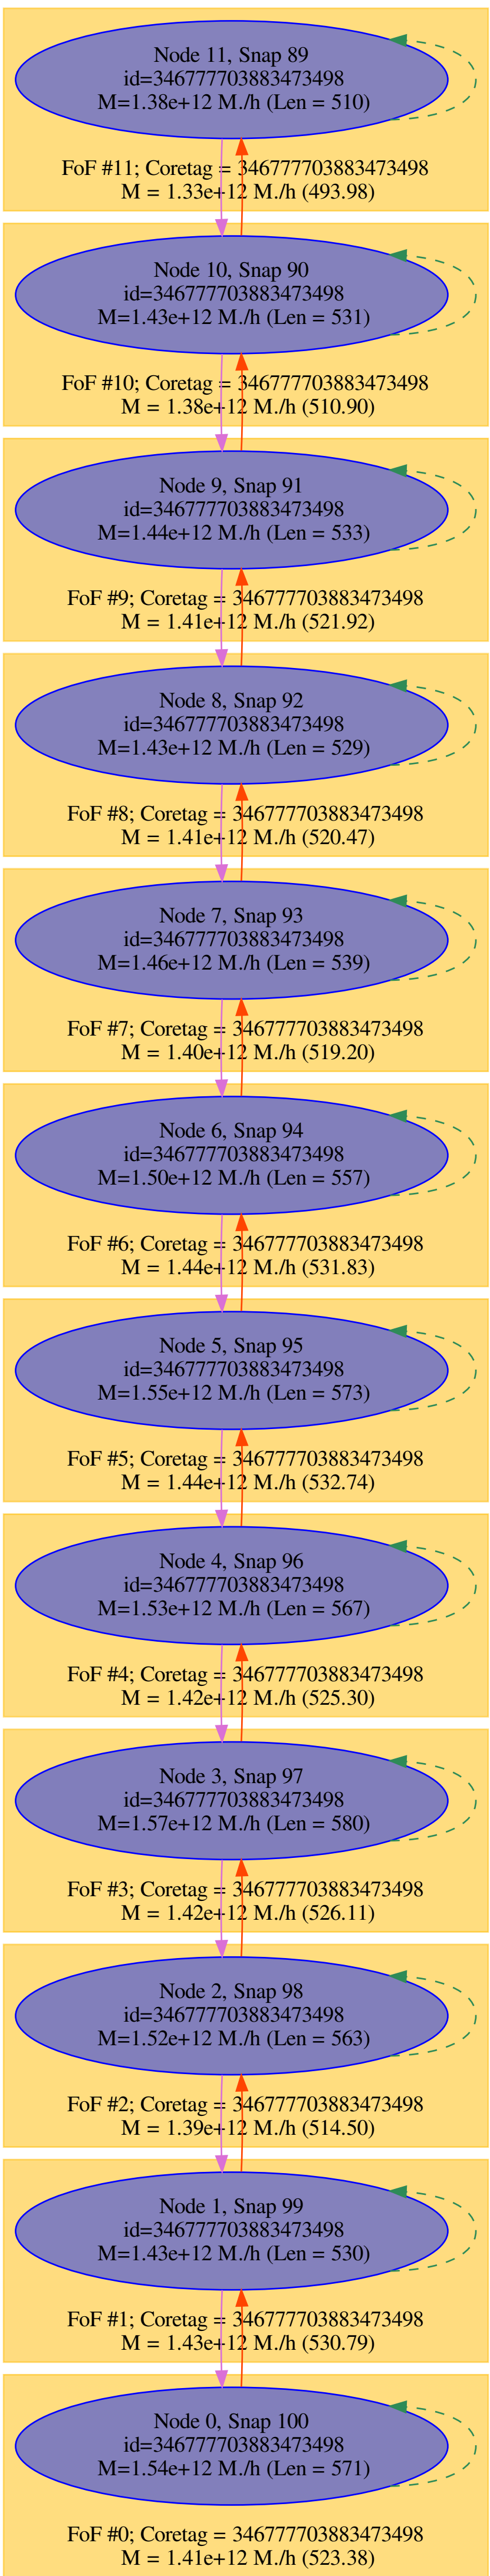 Node 11, Snap 89
id=346777703883473498
M=1.38e+12 M./h (Len = 510)
FoF #11; Coretag = 346777703883473498
M = 1.33e+12 M./h (493.98)
Node 10, Snap 90
id=346777703883473498
M=1.43e+12 M./h (Len = 531)
FoF #10; Coretag = 346777703883473498
M = 1.38e+12 M./h (510.90)
Node 9, Snap 91
id=346777703883473498
M=1.44e+12 M./h (Len = 533)
FoF #9; Coretag = 346777703883473498
M = 1.41e+12 M./h (521.92)
Node 8, Snap 92
id=346777703883473498
M=1.43e+12 M./h (Len = 529)
FoF #8; Coretag = 346777703883473498
M = 1.41e+12 M./h (520.47)
Node 7, Snap 93
id=346777703883473498
M=1.46e+12 M./h (Len = 539)
FoF #7; Coretag = 346777703883473498
M = 1.40e+12 M./h (519.20)
Node 6, Snap 94
id=346777703883473498
M=1.50e+12 M./h (Len = 557)
FoF #6; Coretag = 346777703883473498
M = 1.44e+12 M./h (531.83)
Node 5, Snap 95
id=346777703883473498
M=1.55e+12 M./h (Len = 573)
FoF #5; Coretag = 346777703883473498
M = 1.44e+12 M./h (532.74)
Node 4, Snap 96
id=346777703883473498
M=1.53e+12 M./h (Len = 567)
FoF #4; Coretag = 346777703883473498
M = 1.42e+12 M./h (525.30)
Node 3, Snap 97
id=346777703883473498
M=1.57e+12 M./h (Len = 580)
FoF #3; Coretag = 346777703883473498
M = 1.42e+12 M./h (526.11)
Node 2, Snap 98
id=346777703883473498
M=1.52e+12 M./h (Len = 563)
FoF #2; Coretag = 346777703883473498
M = 1.39e+12 M./h (514.50)
Node 1, Snap 99
id=346777703883473498
M=1.43e+12 M./h (Len = 530)
FoF #1; Coretag = 346777703883473498
M = 1.43e+12 M./h (530.79)
Node 0, Snap 100
id=346777703883473498
M=1.54e+12 M./h (Len = 571)
FoF #0; Coretag = 346777703883473498
M = 1.41e+12 M./h (523.38)